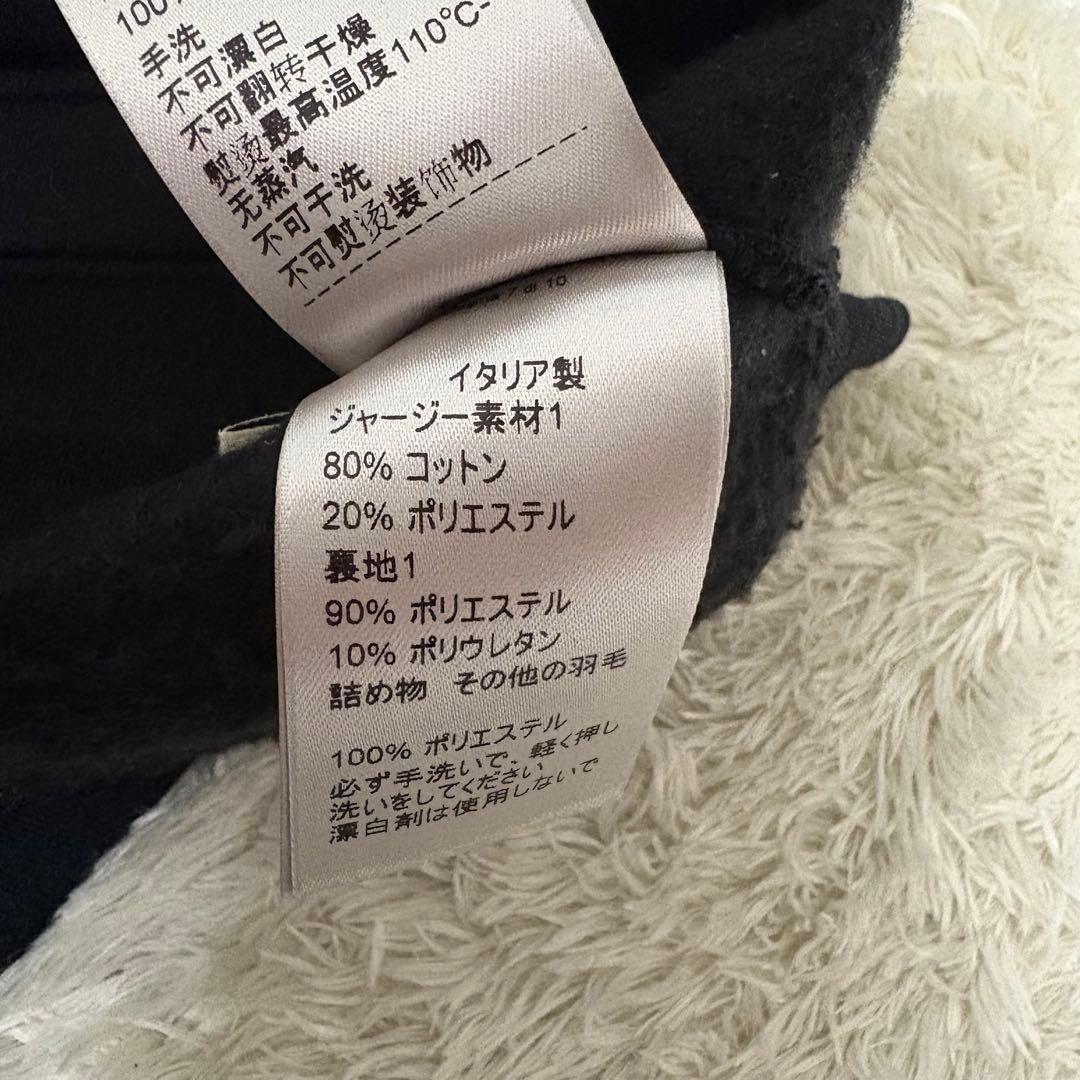 100%
手洗
不可漂白
不可翻转干燥
熨烫最高温度110°C-
无蒸汽
不可干洗
不可熨烫装饰物
10
イタリア製
ジャージー素材1
80% コットン
20% ポリエステル
裏地1
90% ポリエステル
10% ポリウレタン
詰め物 その他の羽毛
100% ポリエステル
必ず手洗いで、軽く押し
洗いをしてください
漂白剤は使用しないで